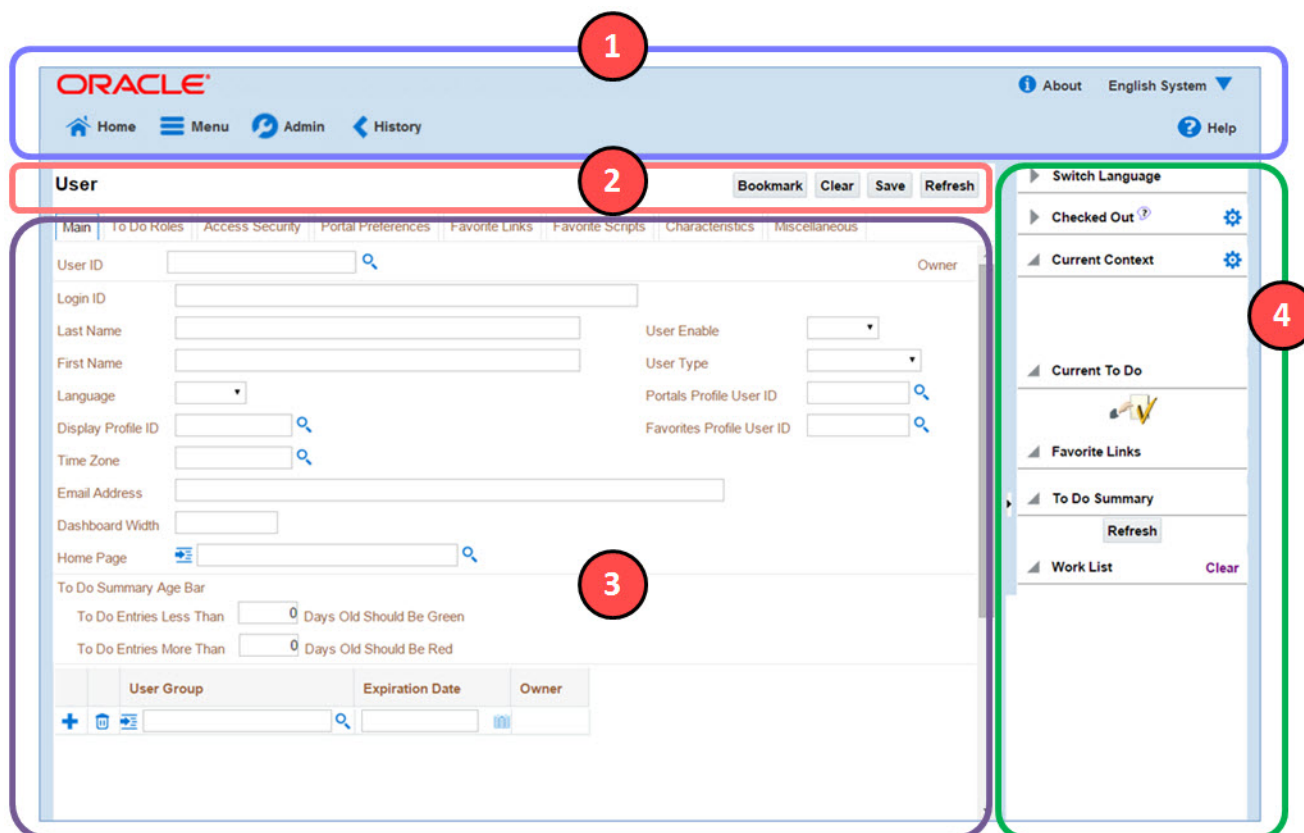 1
ORACLE®
About English System
Home Menu Admin History
Help
User
2
Bookmark Clear Save Refresh
Main To Do Roles Access Security Portal Preferences Favorite Links Favorite Scripts Characteristics Miscellaneous
User ID
Owner
Login ID
Last Name
User Enable
First Name
User Type
Language
Portals Profile User ID
Display Profile ID
Favorites Profile User ID
Time Zone
Email Address
Dashboard Width
Home Page
3
To Do Summary Age Bar
To Do Entries Less Than 0 Days Old Should Be Green
To Do Entries More Than 0 Days Old Should Be Red
User Group Expiration Date Owner
Switch Language
Checked Out ?
Current Context
4
Current To Do
Favorite Links
To Do Summary
Refresh
Work List Clear